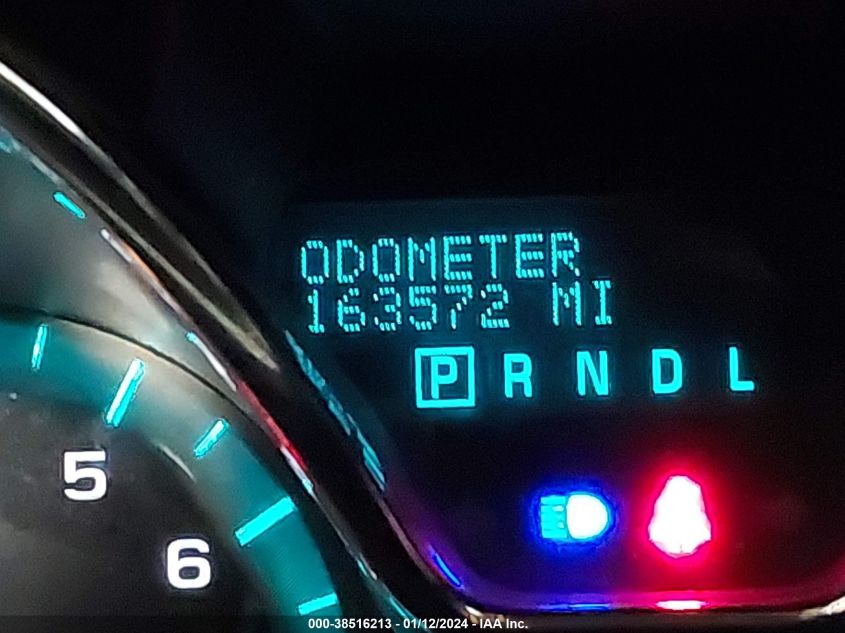 ODOMETER
163572 MI
P R N D L
5
6
000-38516213 - 01/12/2024 - IAA Inc.